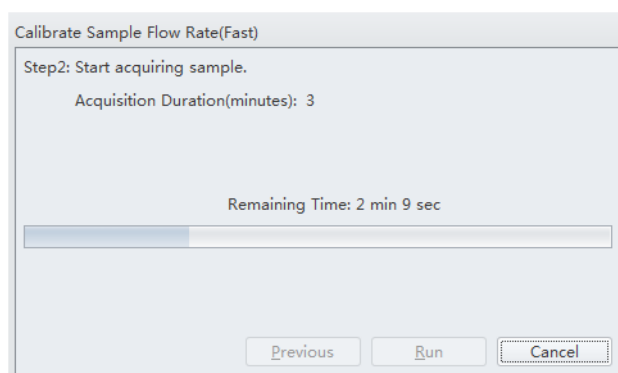 Calibrate Sample Flow Rate(Fast)
Step2: Start acquiring sample.
Acquisition Duration(minutes): 3
Remaining Time: 2 min 9 sec
Previous Run Cancel